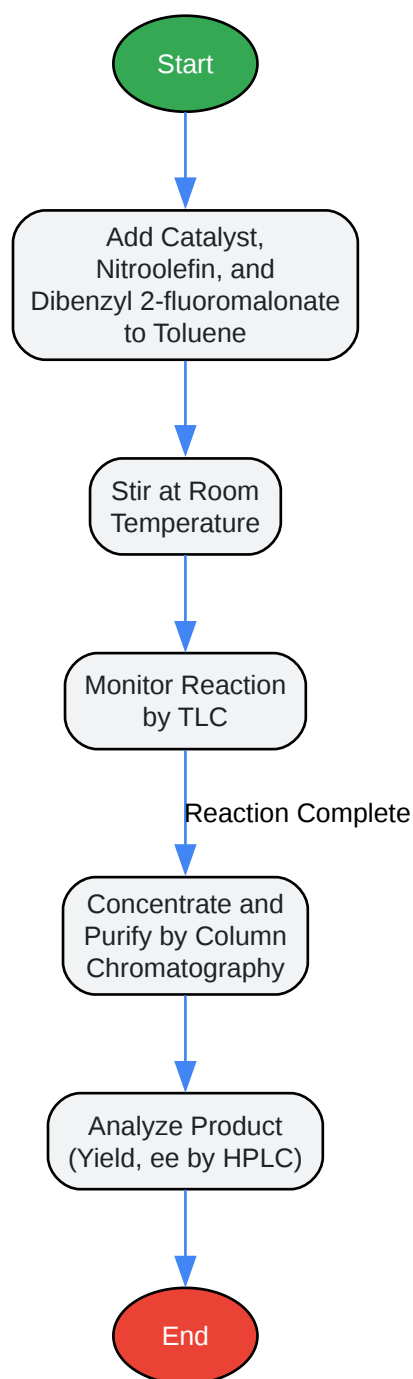 Start
Add Catalyst,
Nitroolefin, and
Dibenzyl 2-fluoromalonate
to Toluene
Stir at Room
Temperature
Monitor Reaction
by TLC
Reaction Complete
Concentrate and
Purify by Column
Chromatography
Analyze Product
(Yield, ee by HPLC)
End